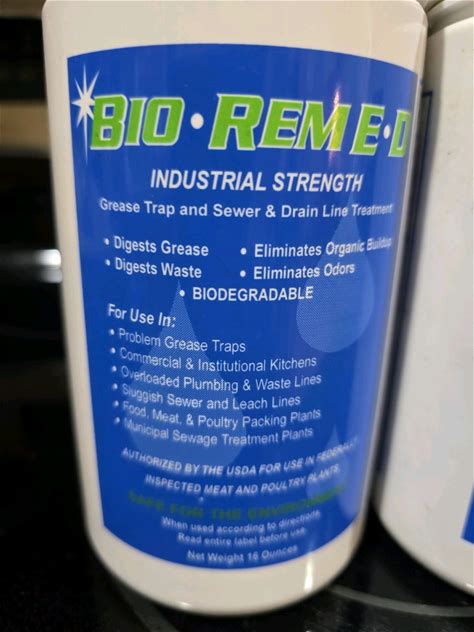 BIO•REM E•D
INDUSTRIAL STRENGTH
Grease Trap and Sewer & Drain Line Treatment
• Digests Grease • Eliminates Organic Buildup
• Digests Waste • Eliminates Odors
• BIODEGRADABLE
For Use In:
• Problem Grease Traps
• Commercial & Institutional Kitchens
• Overloaded Plumbing & Waste Lines
• Sluggish Sewer and Leach Lines
• Food, Meat, & Poultry Packing Plants
• Municipal Sewage Treatment Plants
AUTHORIZED BY THE USDA FOR USE IN FEDERALLY
INSPECTED MEAT AND POULTRY PLANTS
SAFE FOR THE ENVIRONMENT
When used according to directions
Read entire label before use.
Net Weight 16 Ounces